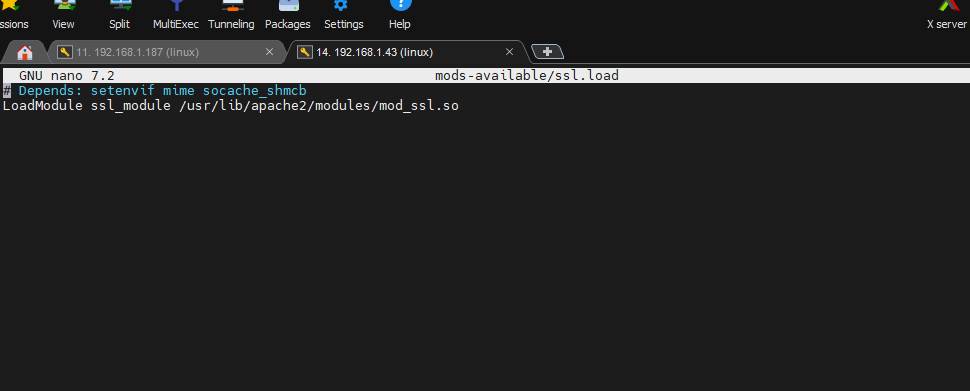 ssions View Split MultiExec Tunneling Packages Settings Help X server
11. 192.168.1.187 (linux) 14. 192.168.1.43 (linux)
GNU nano 7.2 mods-available/ssl.load
# Depends: setenvif mime socache_shmcb
LoadModule ssl_module /usr/lib/apache2/modules/mod_ssl.so